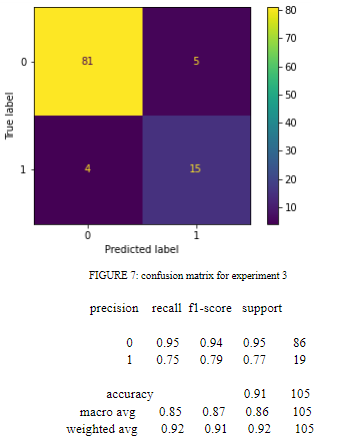 80
0
81
5
70
60
50
True label
40
30
1
4
15
20
10
0
1
Predicted label
FIGURE 7: confusion matrix for experiment 3
precision recall f1-score support
0 0.95 0.94 0.95 86
1 0.75 0.79 0.77 19
accuracy 0.91 105
macro avg 0.85 0.87 0.86 105
weighted avg 0.92 0.91 0.92 105